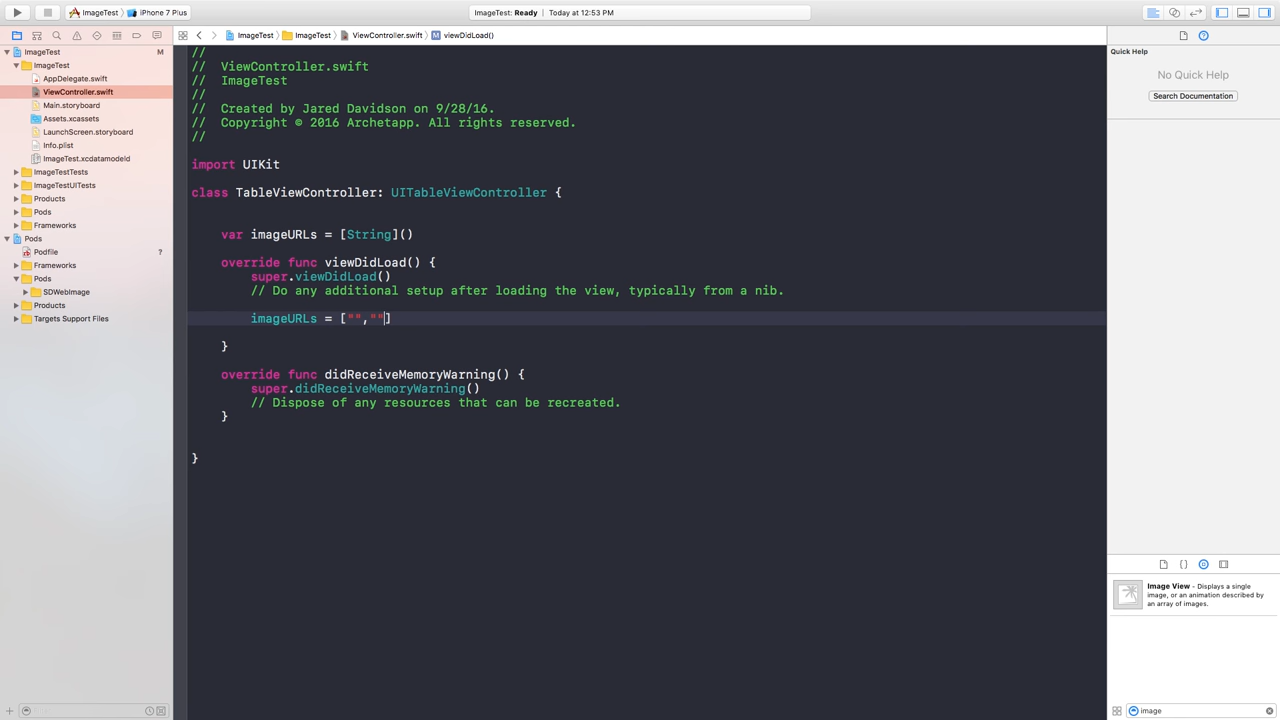 ImageTest
iPhone 7 Plus
ImageTest: Ready
Today at 12:53 PM
ImageTest
ImageTest
ViewController.swift
viewDidLoad()
ImageTest
M
ImageTest
AppDelegate.swift
ViewController.swift
Main.storyboard
Assets.xcassets
LaunchScreen.storyboard
Info.plist
ImageTest.xcdatamodeld
ImageTestTests
ImageTestUITests
Products
Pods
Frameworks
Pods
Podfile
?
Frameworks
Pods
SDWebImage
Products
Targets Support Files
//
// ViewController.swift
// ImageTest
//
// Created by Jared Davidson on 9/28/16.
// Copyright © 2016 Archetapp. All rights reserved.
//
import UIKit
class TableViewController: UITableViewController {
var imageURLs = [String]()
override func viewDidLoad() {
super.viewDidLoad()
// Do any additional setup after loading the view, typically from a nib.
imageURLs = ["",""]
}
override func didReceiveMemoryWarning() {
super.didReceiveMemoryWarning()
// Dispose of any resources that can be recreated.
}
}
Quick Help
No Quick Help
Search Documentation
{ }
Image View - Displays a single
image, or an animation described by
an array of images.
image